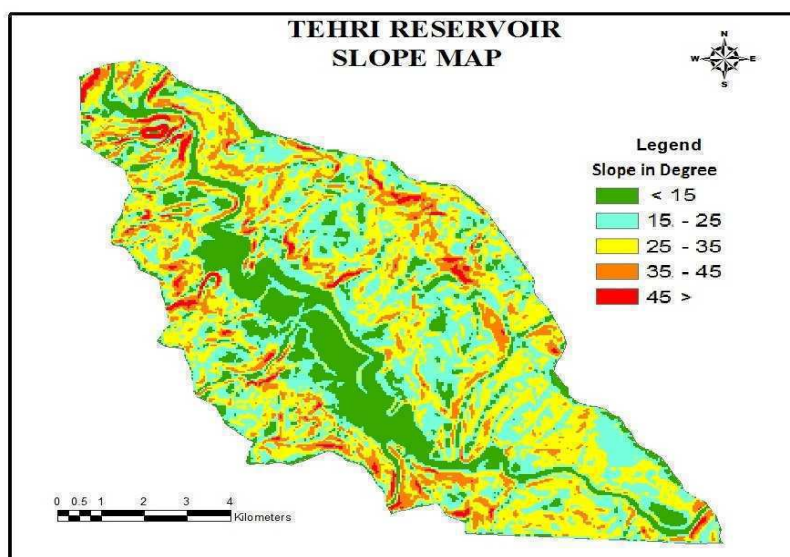 TEHRI RESERVOIR
SLOPE MAP
N
W E
S
Legend
Slope in Degree
< 15
15 - 25
25 - 35
35 - 45
45 >
0 0.5 1 2 3 4
Kilometers